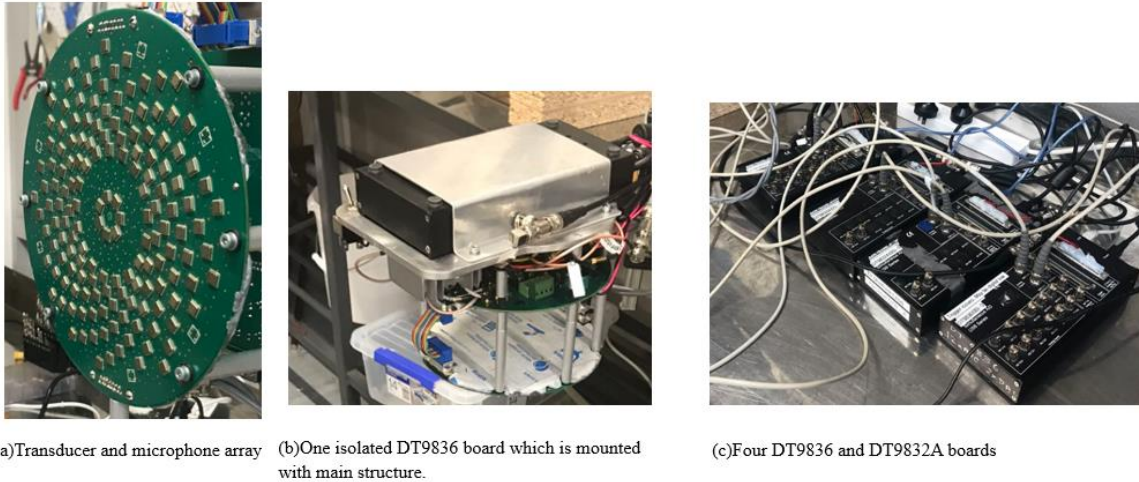 a)Transducer and microphone array
(b)One isolated DT9836 board which is mounted
with main structure.
(c)Four DT9836 and DT9832A boards